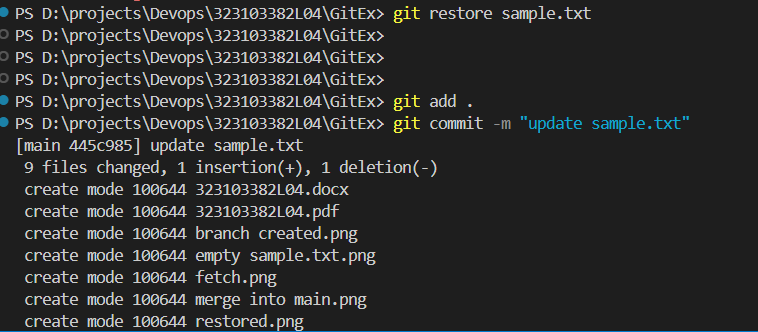 PS D:\projects\Devops\323103382L04\GitEx> git restore sample.txt
PS D:\projects\Devops\323103382L04\GitEx>
PS D:\projects\Devops\323103382L04\GitEx>
PS D:\projects\Devops\323103382L04\GitEx>
PS D:\projects\Devops\323103382L04\GitEx> git add .
PS D:\projects\Devops\323103382L04\GitEx> git commit -m "update sample.txt"
[main 445c985] update sample.txt
 9 files changed, 1 insertion(+), 1 deletion(-)
 create mode 100644 323103382L04.docx
 create mode 100644 323103382L04.pdf
 create mode 100644 branch created.png
 create mode 100644 empty sample.txt.png
 create mode 100644 fetch.png
 create mode 100644 merge into main.png
 create mode 100644 restored.png